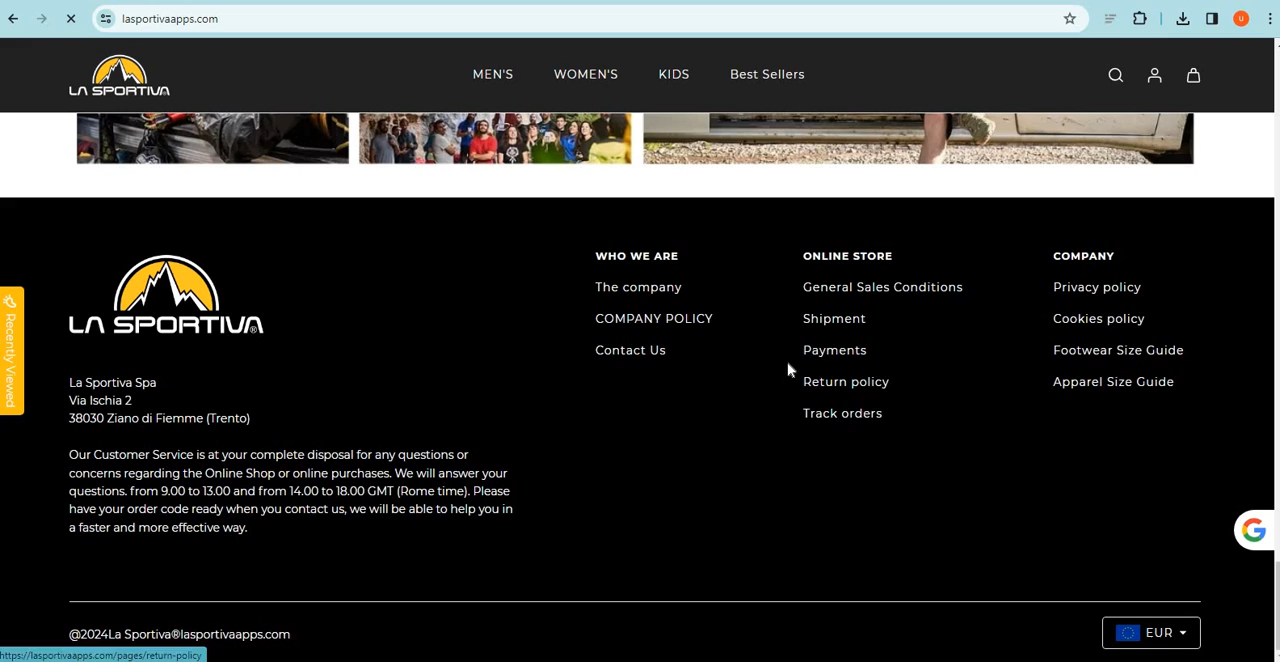 lasportivaapps.com
U
LA SPORTIVA
MEN'S
WOMEN'S
KIDS
Best Sellers
LA SPORTIVA®
La Sportiva Spa
Via Ischia 2
38030 Ziano di Fiemme (Trento)
Our Customer Service is at your complete disposal for any questions or
concerns regarding the Online Shop or online purchases. We will answer your
questions. from 9.00 to 13.00 and from 14.00 to 18.00 GMT (Rome time). Please
have your order code ready when you contact us, we will be able to help you in
a faster and more effective way.
WHO WE ARE
The company
COMPANY POLICY
Contact Us
ONLINE STORE
General Sales Conditions
Shipment
Payments
Return policy
Track orders
COMPANY
Privacy policy
Cookies policy
Footwear Size Guide
Apparel Size Guide
Recently Viewed
G
@2024La Sportiva®lasportivaapps.com
EUR
https://lasportivaapps.com/pages/return-policy